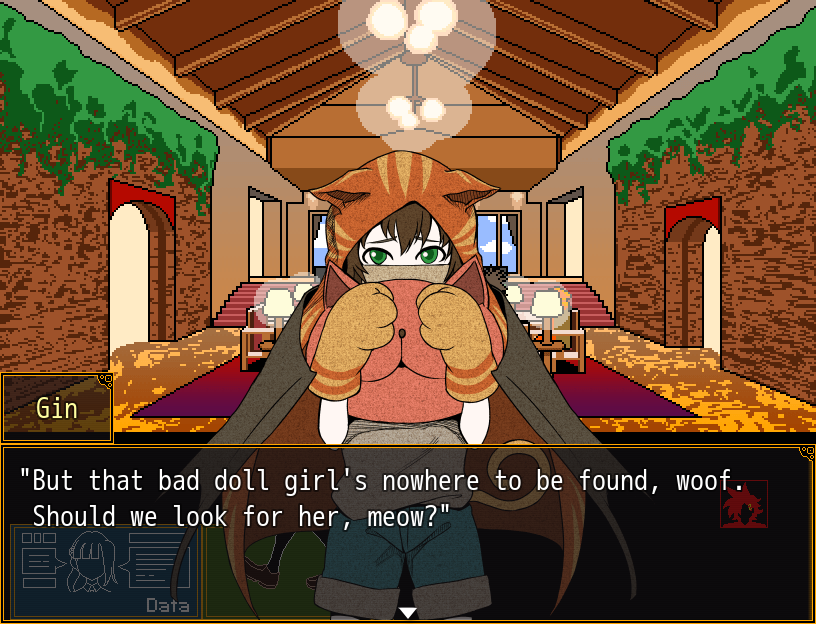 Gin
"But that bad doll girl's nowhere to be found, woof.
Should we look for her, meow?"
Data